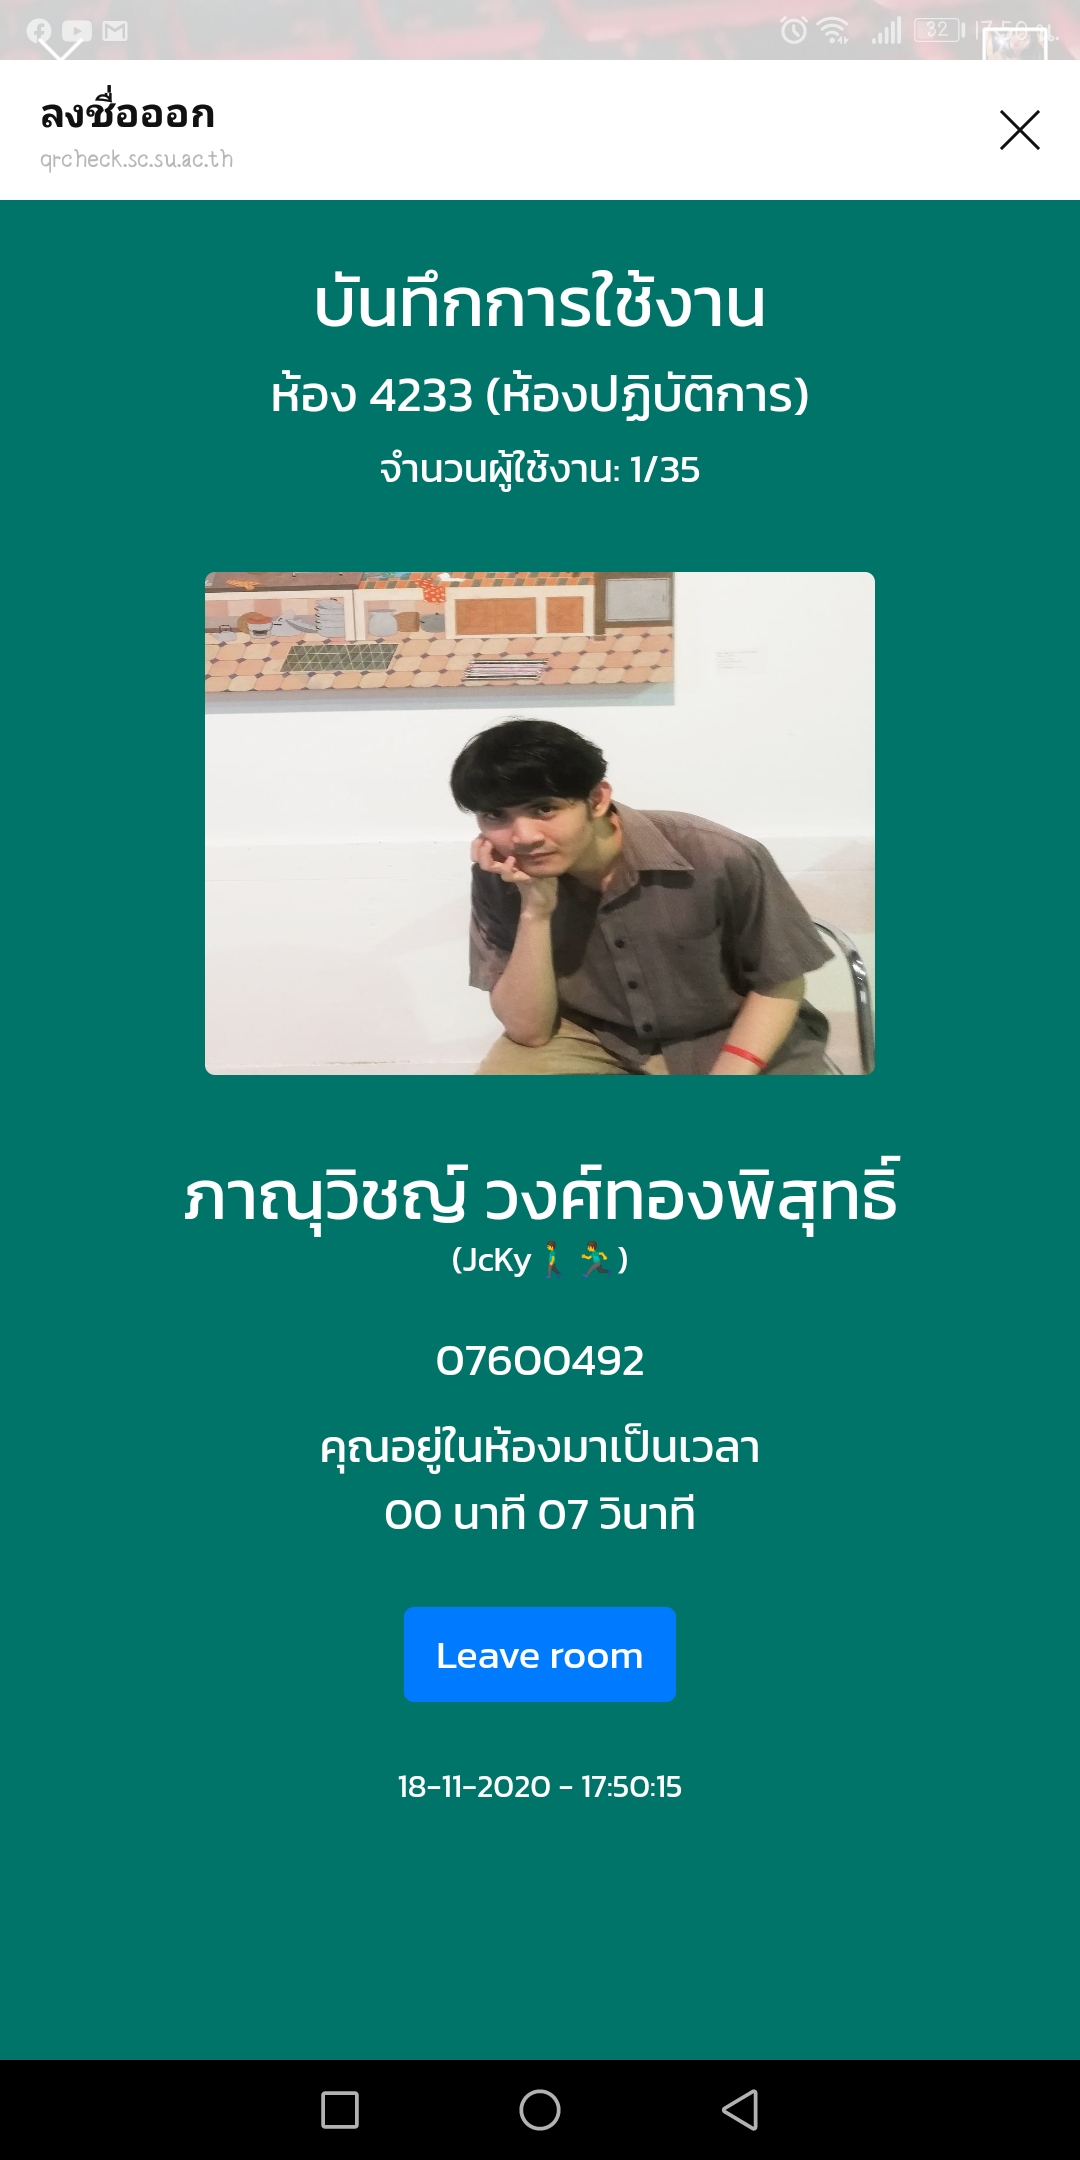 32 17:50 น.
ลงชื่อออก
qrcheck.sc.su.ac.th
บันทึกการใช้งาน
ห้อง 4233 (ห้องปฏิบัติการ)
จำนวนผู้ใช้งาน: 1/35
ภาณุวิชญ์ วงศ์ทองพิสุทธิ์
(JcKy🚶🏃)
07600492
คุณอยู่ในห้องมาเป็นเวลา
00 นาที 07 วินาที
Leave room
18-11-2020 - 17:50:15